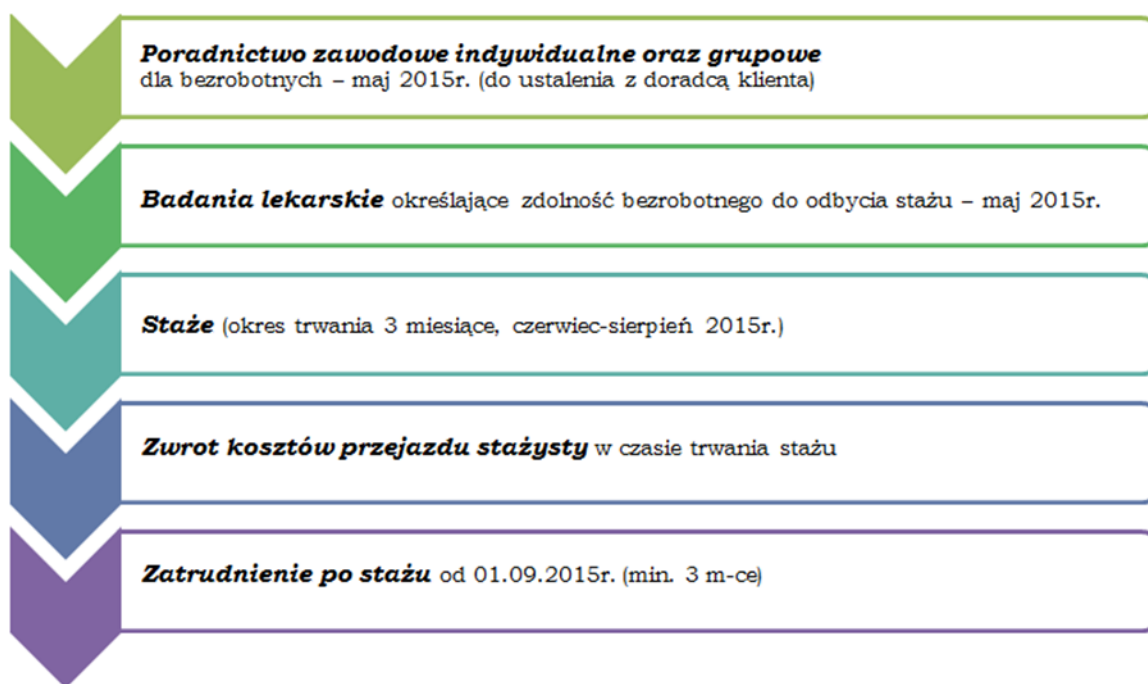 Poradnictwo zawodowe indywidualne oraz grupowe
dla bezrobotnych – maj 2015r. (do ustalenia z doradcą klienta)
Badania lekarskie określające zdolność bezrobotnego do odbycia stażu – maj 2015r.
Staże (okres trwania 3 miesiące, czerwiec-sierpień 2015r.)
Zwrot kosztów przejazdu stażysty w czasie trwania stażu
Zatrudnienie po stażu od 01.09.2015r. (min. 3 m-ce)